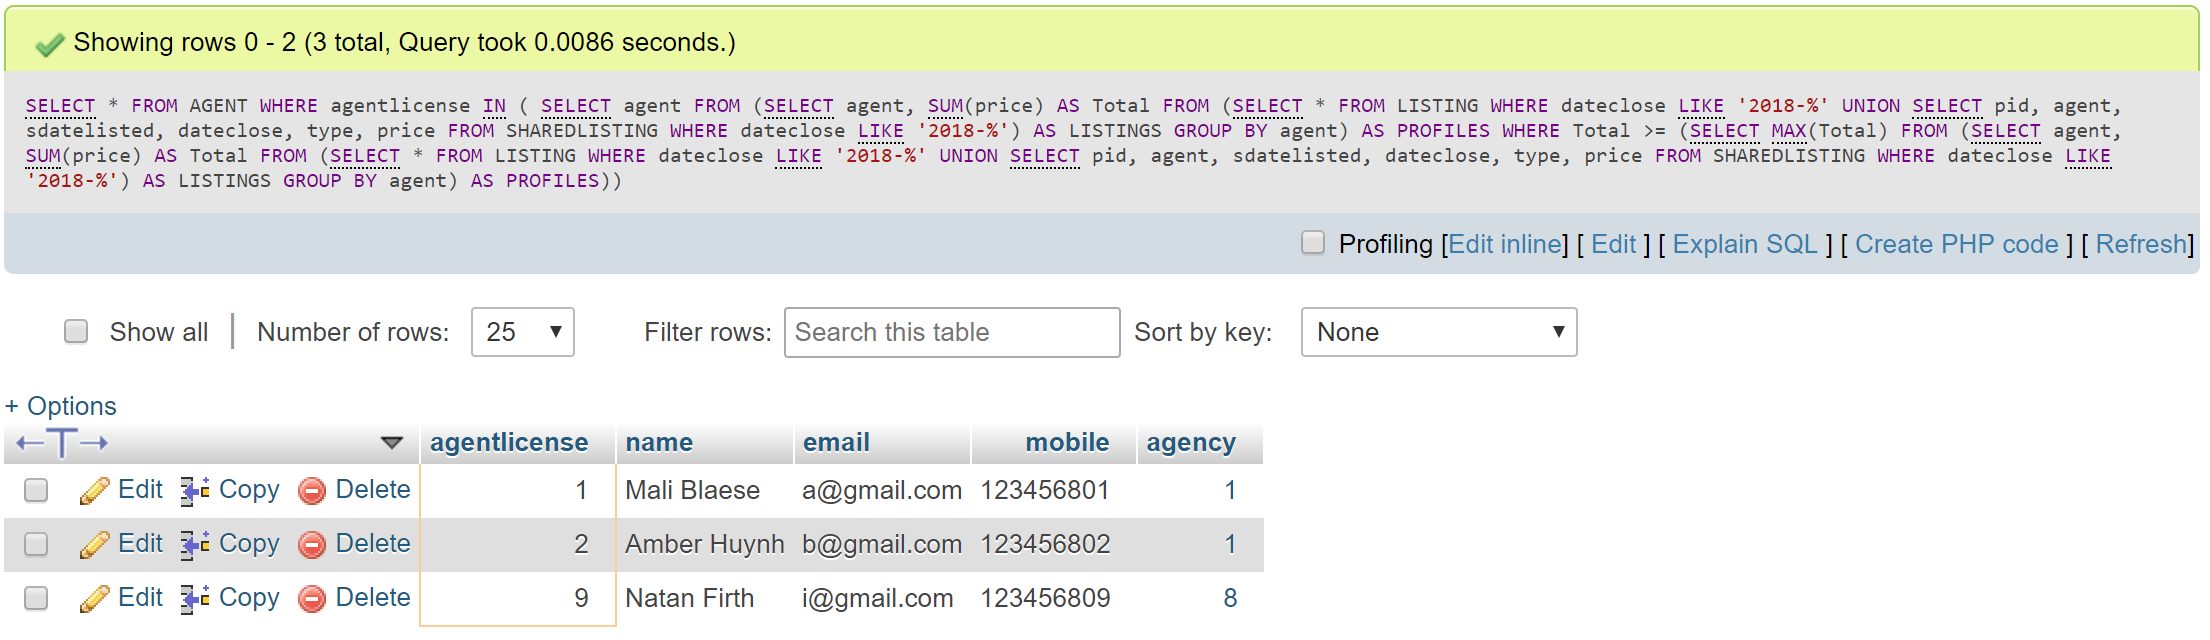 Showing rows 0 - 2 (3 total, Query took 0.0086 seconds.)
SELECT * FROM AGENT WHERE agentlicense IN ( SELECT agent FROM (SELECT agent, SUM(price) AS Total FROM (SELECT * FROM LISTING WHERE dateclose LIKE '2018-%' UNION SELECT pid, agent,
sdatelisted, dateclose, type, price FROM SHAREDLISTING WHERE dateclose LIKE '2018-%') AS LISTINGS GROUP BY agent) AS PROFILES WHERE Total >= (SELECT MAX(Total) FROM (SELECT agent,
SUM(price) AS Total FROM (SELECT * FROM LISTING WHERE dateclose LIKE '2018-%' UNION SELECT pid, agent, sdatelisted, dateclose, type, price FROM SHAREDLISTING WHERE dateclose LIKE
'2018-%') AS LISTINGS GROUP BY agent) AS PROFILES))
Profiling [Edit inline] [ Edit ] [ Explain SQL ] [ Create PHP code ] [ Refresh]
Show all Number of rows: 25 Filter rows: Search this table Sort by key: None
+ Options
agentlicense name email mobile agency
Edit Copy Delete 1 Mali Blaese a@gmail.com 123456801 1
Edit Copy Delete 2 Amber Huynh b@gmail.com 123456802 1
Edit Copy Delete 9 Natan Firth i@gmail.com 123456809 8